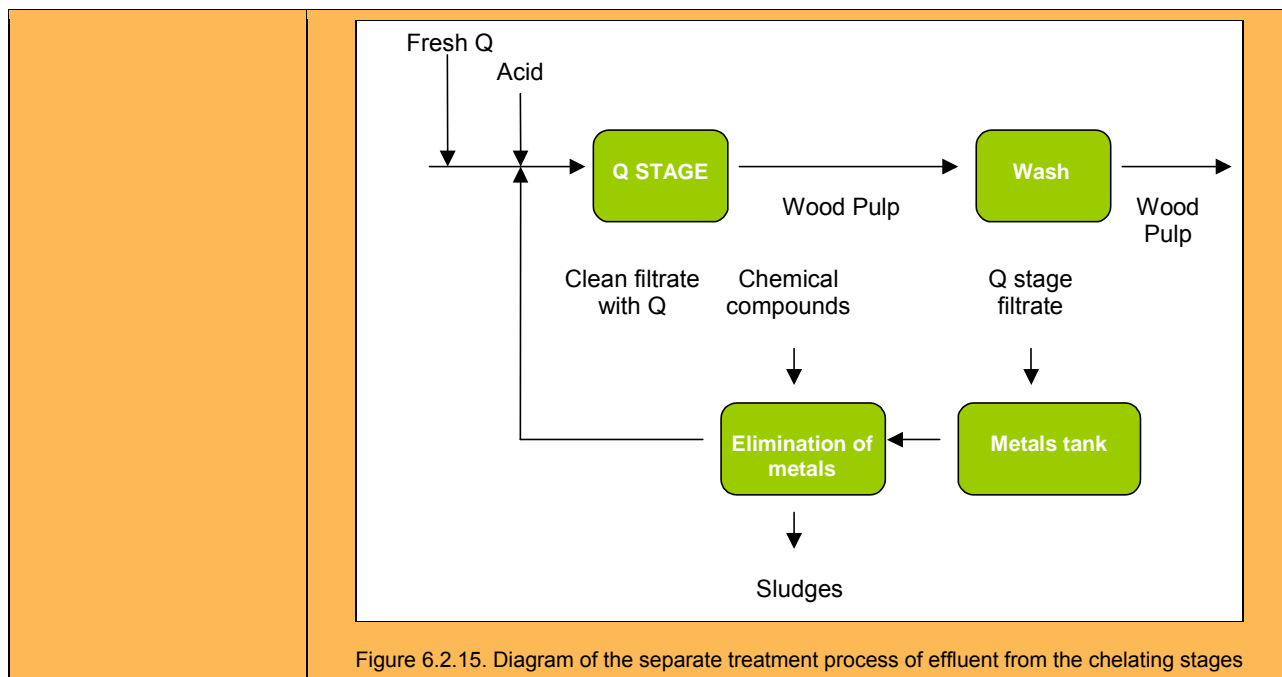 Fresh Q
Acid
Q STAGE
Wash
Wood Pulp
Wood
Pulp
Clean filtrate
with Q
Chemical
compounds
Q stage
filtrate
Elimination of
metals
Metals tank
Sludges
Figure 6.2.15. Diagram of the separate treatment process of effluent from the chelating stages